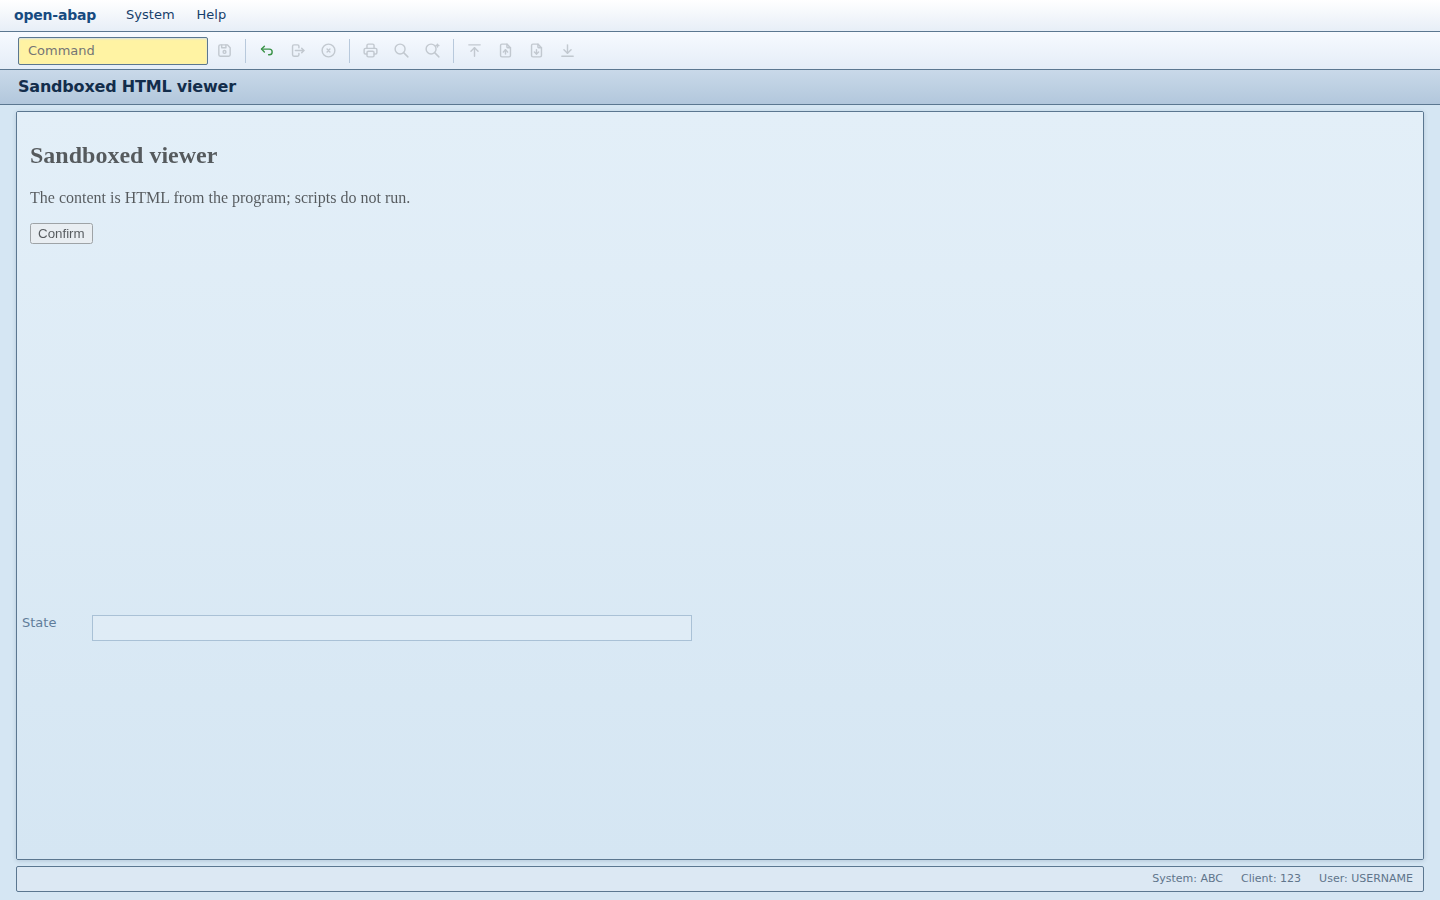 open-abap System Help
Command
Sandboxed HTML viewer
Sandboxed viewer
The content is HTML from the program; scripts do not run.
Confirm
State
System: ABC Client: 123 User: USERNAME